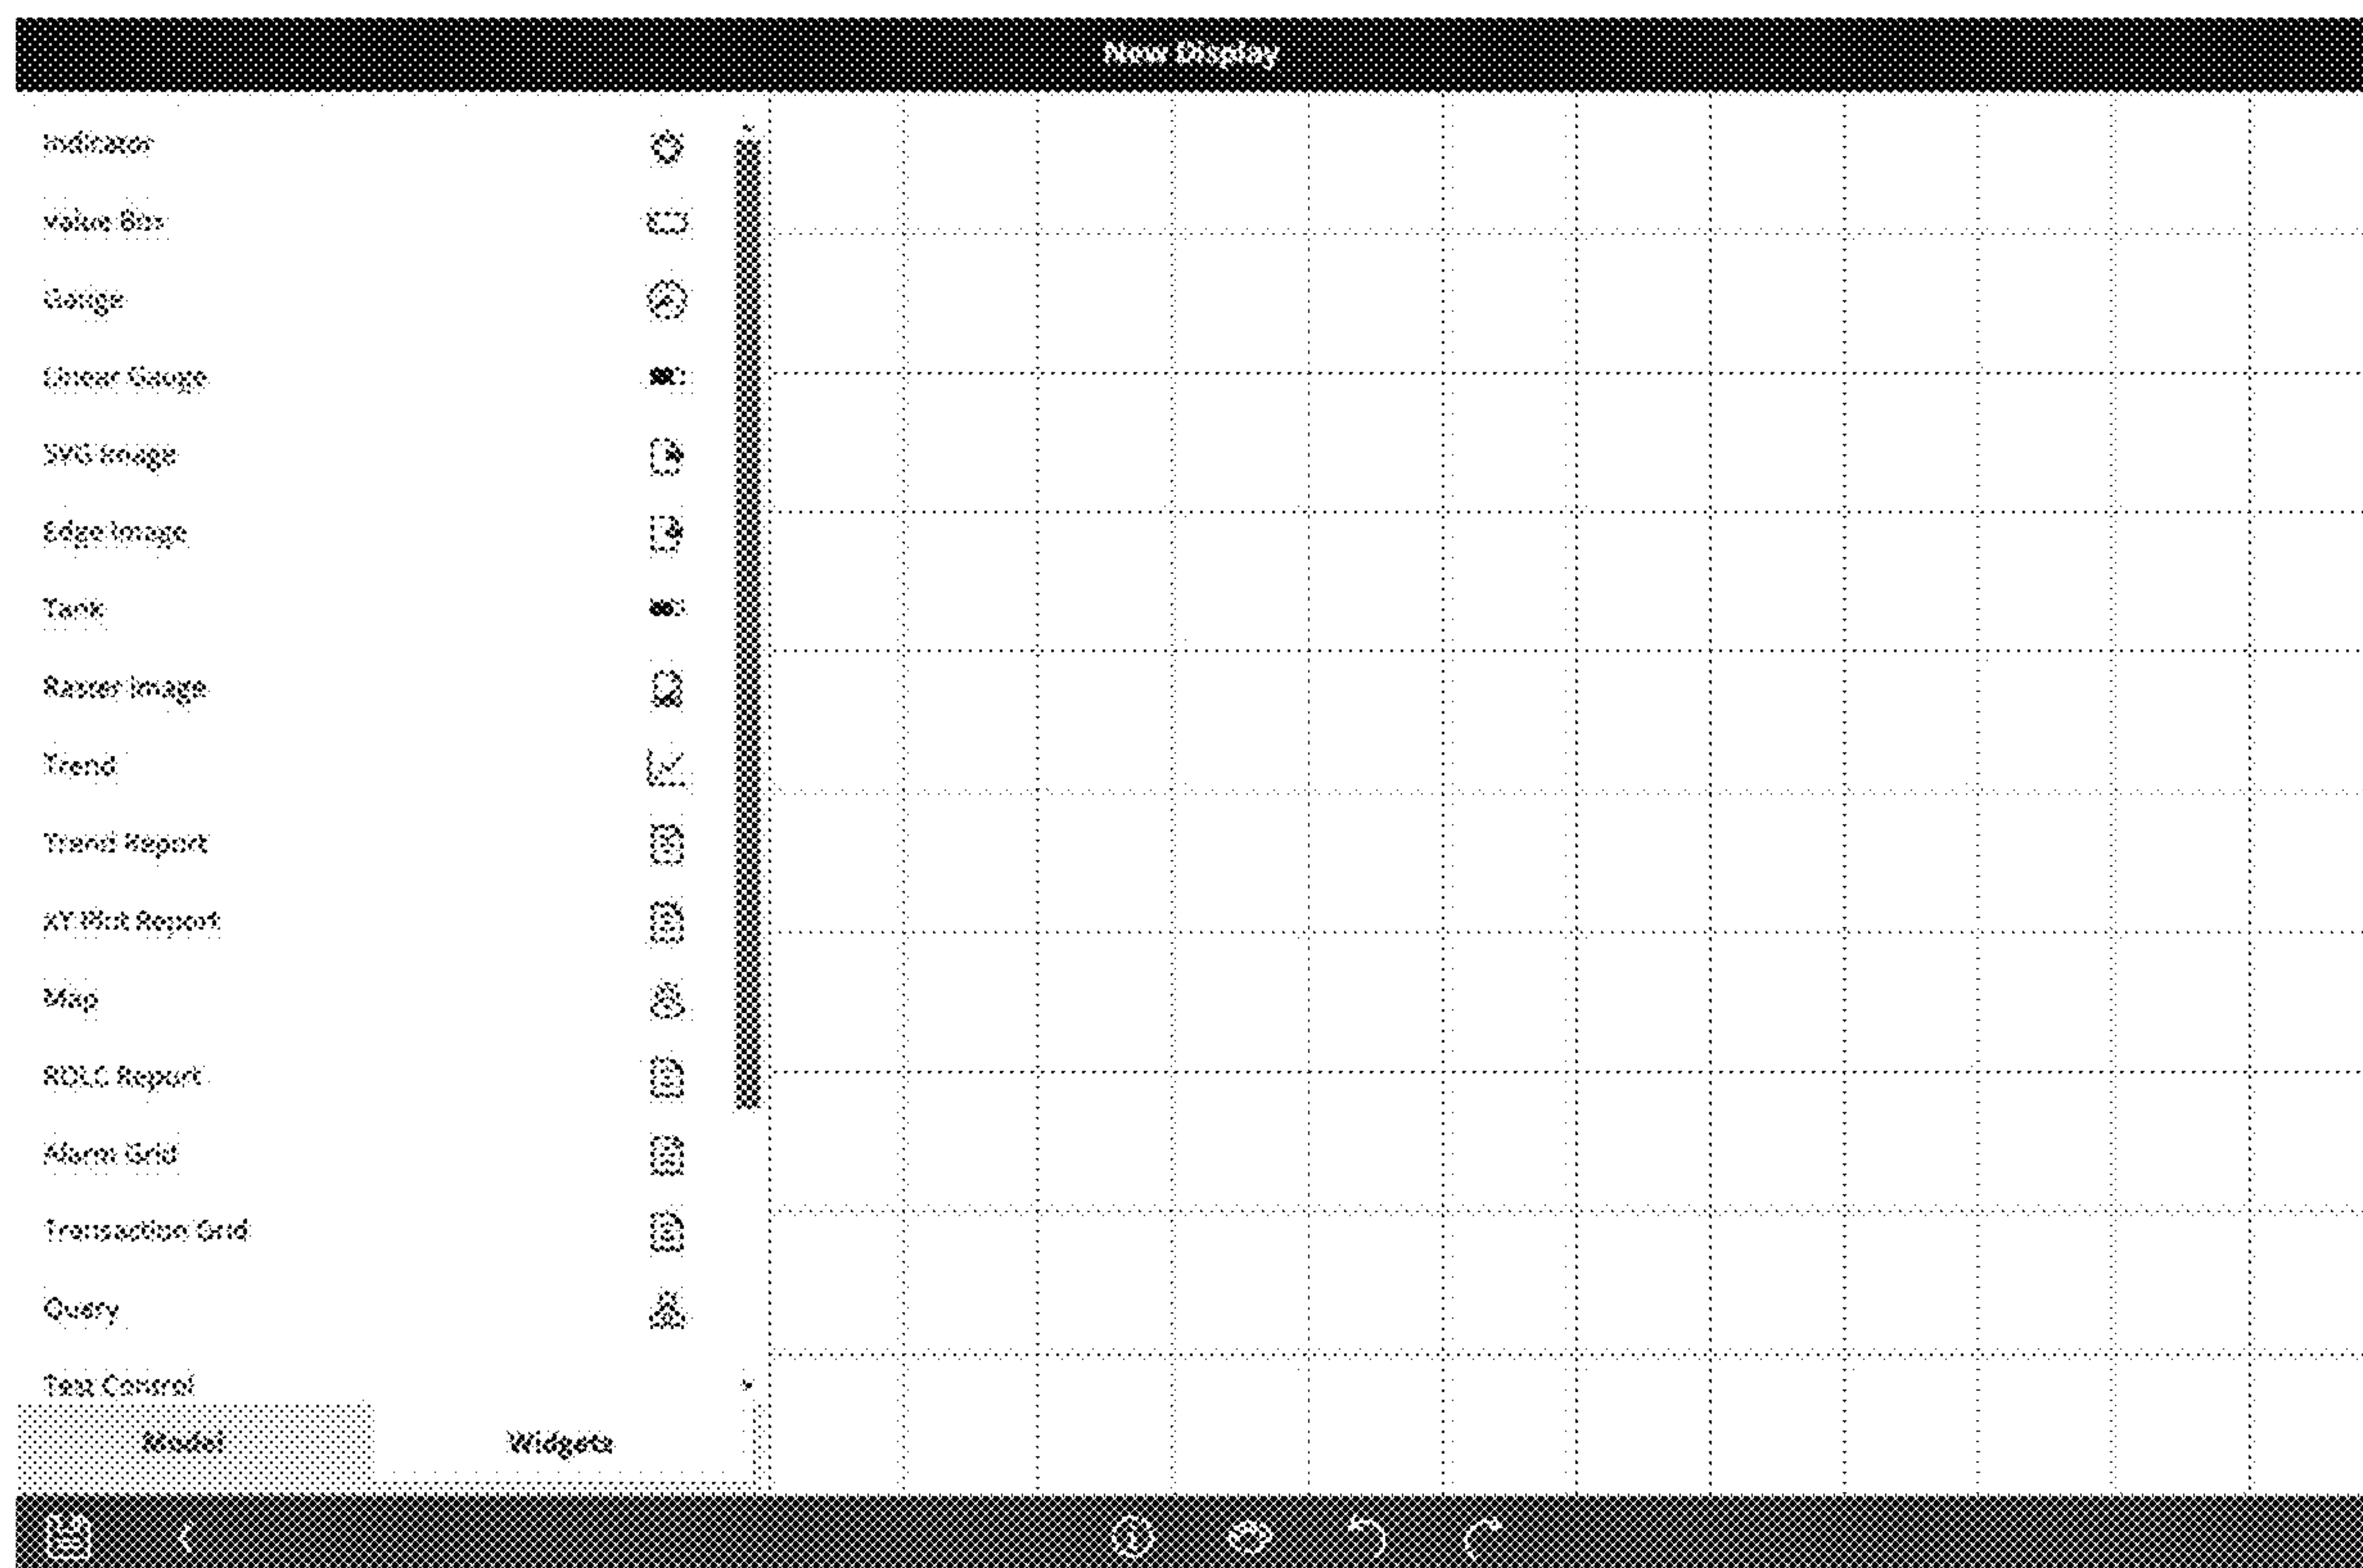 New Display
Indicator
Value Box
Gauge
Linear Gauge
SVG Image
Edge Image
Tank
Raster Image
Trend
Trend Report
XY Plot Report
Map
RDLC Report
Alarm Grid
Transaction Grid
Query
Test Control
Model
Widgets